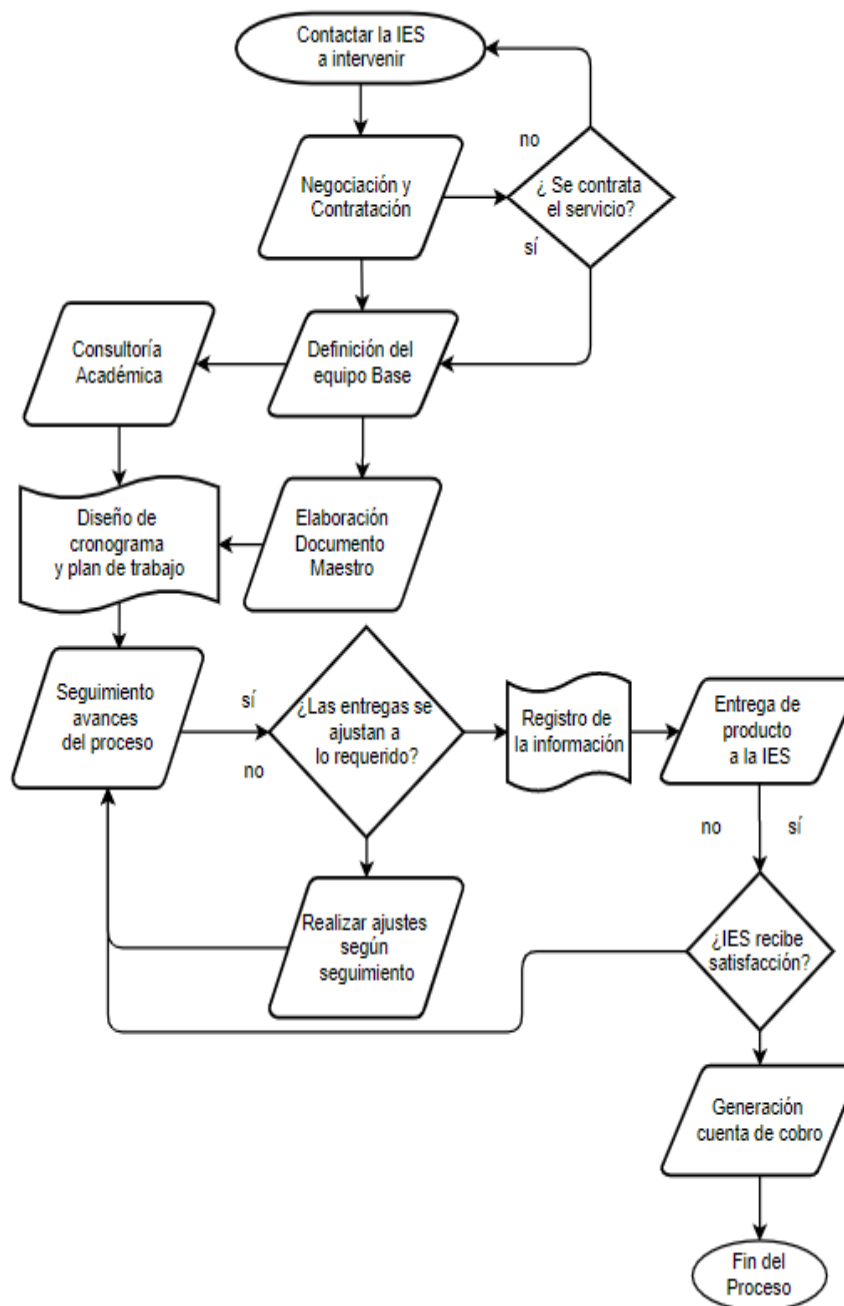 Contactar la IES
a intervenir
no
Negociación y
Contratación
¿ Se contrata
el servicio?
sí
Consultoría
Académica
Definición del
equipo Base
Diseño de
cronograma
y plan de trabajo
Elaboración
Documento
Maestro
Seguimiento
avances
del proceso
sí
no
¿Las entregas se
ajustan a
lo requerido?
Registro de
la información
Entrega de
producto
a la IES
no
sí
Realizar ajustes
según
seguimiento
¿IES recibe
satisfacción?
Generación
cuenta de cobro
Fin del
Proceso